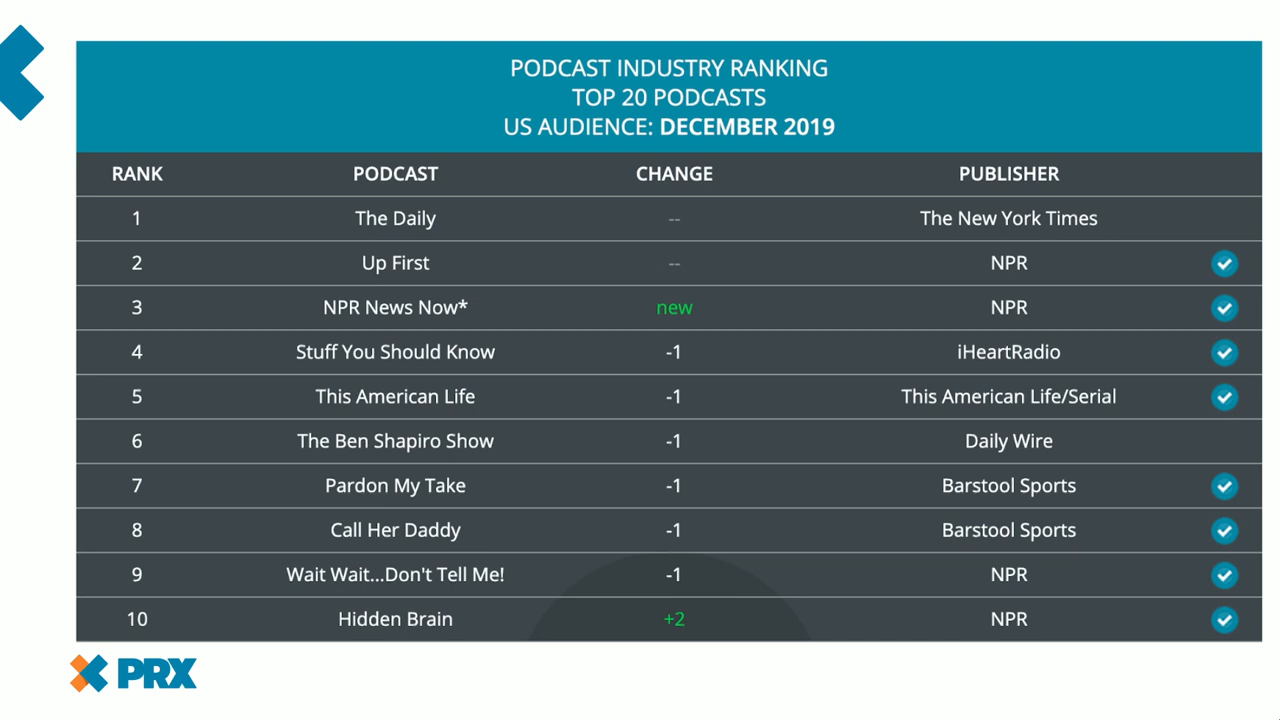 PODCAST INDUSTRY RANKING
TOP 20 PODCASTS
US AUDIENCE: DECEMBER 2019
RANK PODCAST CHANGE PUBLISHER
1 The Daily -- The New York Times
2 Up First -- NPR
3 NPR News Now* new NPR
4 Stuff You Should Know -1 iHeartRadio
5 This American Life -1 This American Life/Serial
6 The Ben Shapiro Show -1 Daily Wire
7 Pardon My Take -1 Barstool Sports
8 Call Her Daddy -1 Barstool Sports
9 Wait Wait...Don't Tell Me! -1 NPR
10 Hidden Brain +2 NPR
PRX